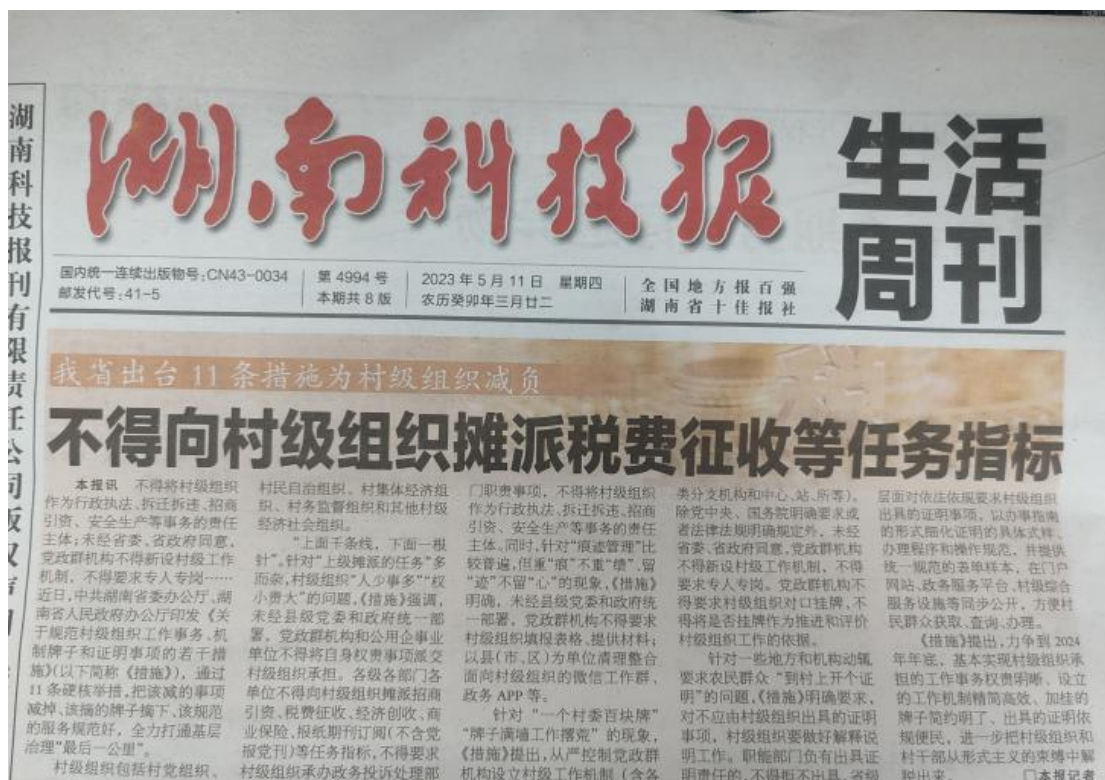 湖南科技报
生活
周刊
国内统一连续出版物号:CN43-0034
邮发代号:41-5
第 4994 号
本期共 8 版
2023 年 5 月 11 日 星期四
农历癸卯年三月廿二
全国地方报百强
湖南省十佳报社
湖南科技报刊有限责任公司版权声明
我省出台 11 条措施为村级组织减负
不得向村级组织摊派税费征收等任务指标
本报讯 不得将村级组织
作为行政执法、拆迁拆违、招商
引资、安全生产等事务的责任
主体;未经省委、省政府同意,
党政群机构不得新设村级工作
机制,不得要求专人专岗……
近日,中共湖南省委办公厅、湖
南省人民政府办公厅印发《关
于规范村级组织工作事务、机
制牌子和证明事项的若干措
施》(以下简称《措施》),通过
11 条硬核举措,把该减的事项
减掉、该摘的牌子摘下、该规范
的服务规范好,全力打通基层
治理“最后一公里”。
村级组织包括村党组织、
村民自治组织、村集体经济组
织、村务监督组织和其他村级
经济社会组织。
“上面千条线,下面一根
针”。针对“上级摊派的任务”多
而杂,村级组织“人少事多”“权
小责大”的问题,《措施》强调,
未经县级党委和政府统一部
署,党政群机构和公用企事业
单位不得将自身权责事项派交
村级组织承担。各级各部门各
单位不得向村级组织摊派招商
引资、税费征收、经济创收、商
业保险、报纸期刊订阅(不含党
报党刊)等任务指标,不得要求
村级组织承办政务投诉处理部
门职责事项,不得将村级组织
作为行政执法、拆迁拆违、招商
引资、安全生产等事务的责任
主体。同时,针对“痕迹管理”比
较普遍,但重“痕”不重“绩”、留
“迹”不留“心”的现象,《措施》
明确,未经县级党委和政府统
一部署,党政群机构不得要求
村级组织填报表格、提供材料;
以县(市、区)为单位清理整合
面向村级组织的微信工作群、
政务 APP 等。
针对“一个村委百块牌”
“牌子满墙工作撂荒”的现象,
《措施》提出,从严控制党政群
机构设立村级工作机制(含各
类分支机构和中心、站、所等)。
除党中央、国务院明确要求或
者法律法规明确规定外,未经
省委、省政府同意,党政群机构
不得新设村级工作机制,不得
要求专人专岗。党政群机构不
得要求村级组织对口挂牌,不
得将是否挂牌作为推进和评价
村级组织工作的依据。
针对一些地方和机构动辄
要求农民群众“到村上开个证
明”的问题,《措施》明确要求,
对不应由村级组织出具的证明
事项,村级组织要做好解释说
明工作。职能部门负有出具证
明责任的,不得拒不出具。省级
层面对依法依规要求村级组织
出具的证明事项,以办事指南
的形式细化证明的具体式样、
办理程序和操作规范,并提供
统一规范的表单样本,在门户
网站、政务服务平台、村级综合
服务设施等同步公开,方便村
民群众获取、查询、办理。
《措施》提出,力争到 2024
年年底,基本实现村级组织承
担的工作事务权责明晰、设立
的工作机制精简高效、加挂的
牌子简约明了、出具的证明依
规便民,进一步把村级组织和
村干部从形式主义的束缚中解
脱出来。 本报记者